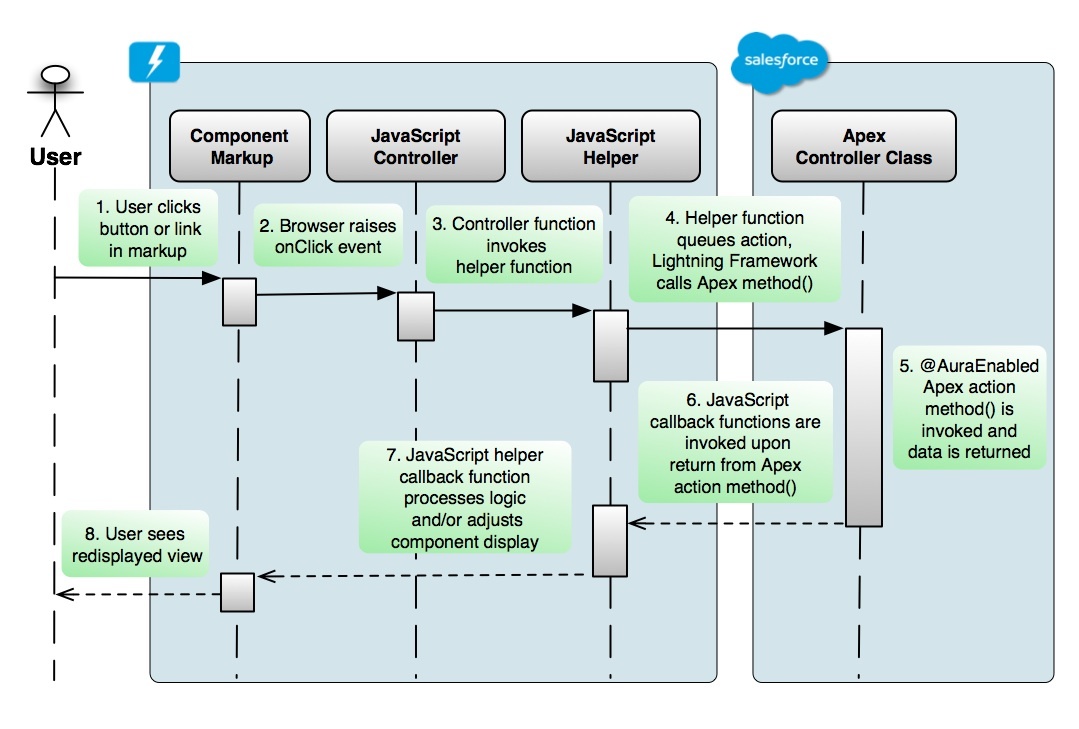 salesforce
User
Component
Markup
JavaScript
Controller
JavaScript
Helper
Apex
Controller Class
1. User clicks
button or link
in markup
2. Browser raises
onClick event
3. Controller function
invokes
helper function
4. Helper function
queues action,
Lightning Framework
calls Apex method()
5. @AuraEnabled
Apex action
method() is
invoked and
data is returned
6. JavaScript
callback functions are
invoked upon
return from Apex
action method()
7. JavaScript helper
callback function
processes logic
and/or adjusts
component display
8. User sees
redisplayed view